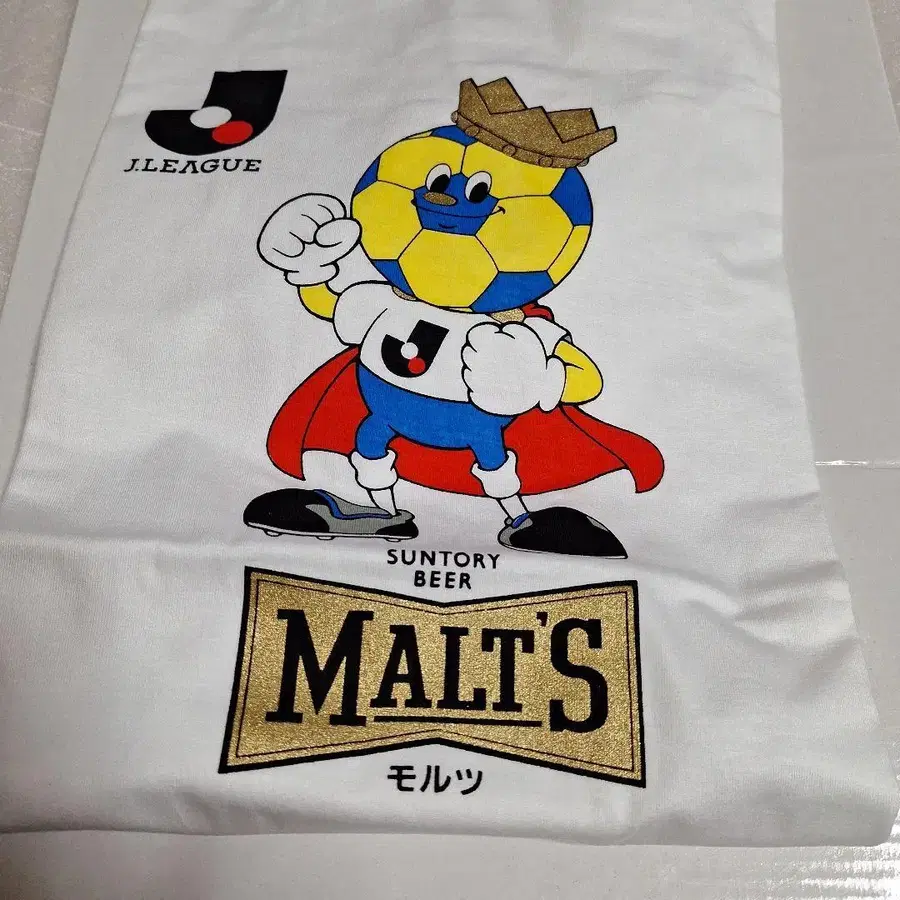 J.LEAGUE
SUNTORY
BEER
MALT'S
モルツ